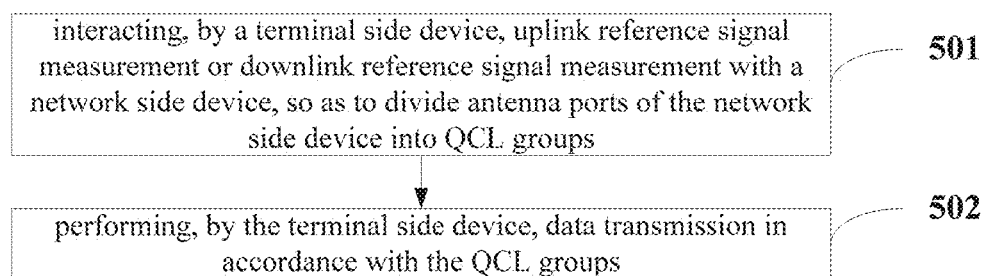 interacting, by a terminal side device, uplink reference signal
measurement or downlink reference signal measurement with a
network side device, so as to divide antenna ports of the network
side device into QCL groups
501
performing, by the terminal side device, data transmission in
accordance with the QCL groups
502